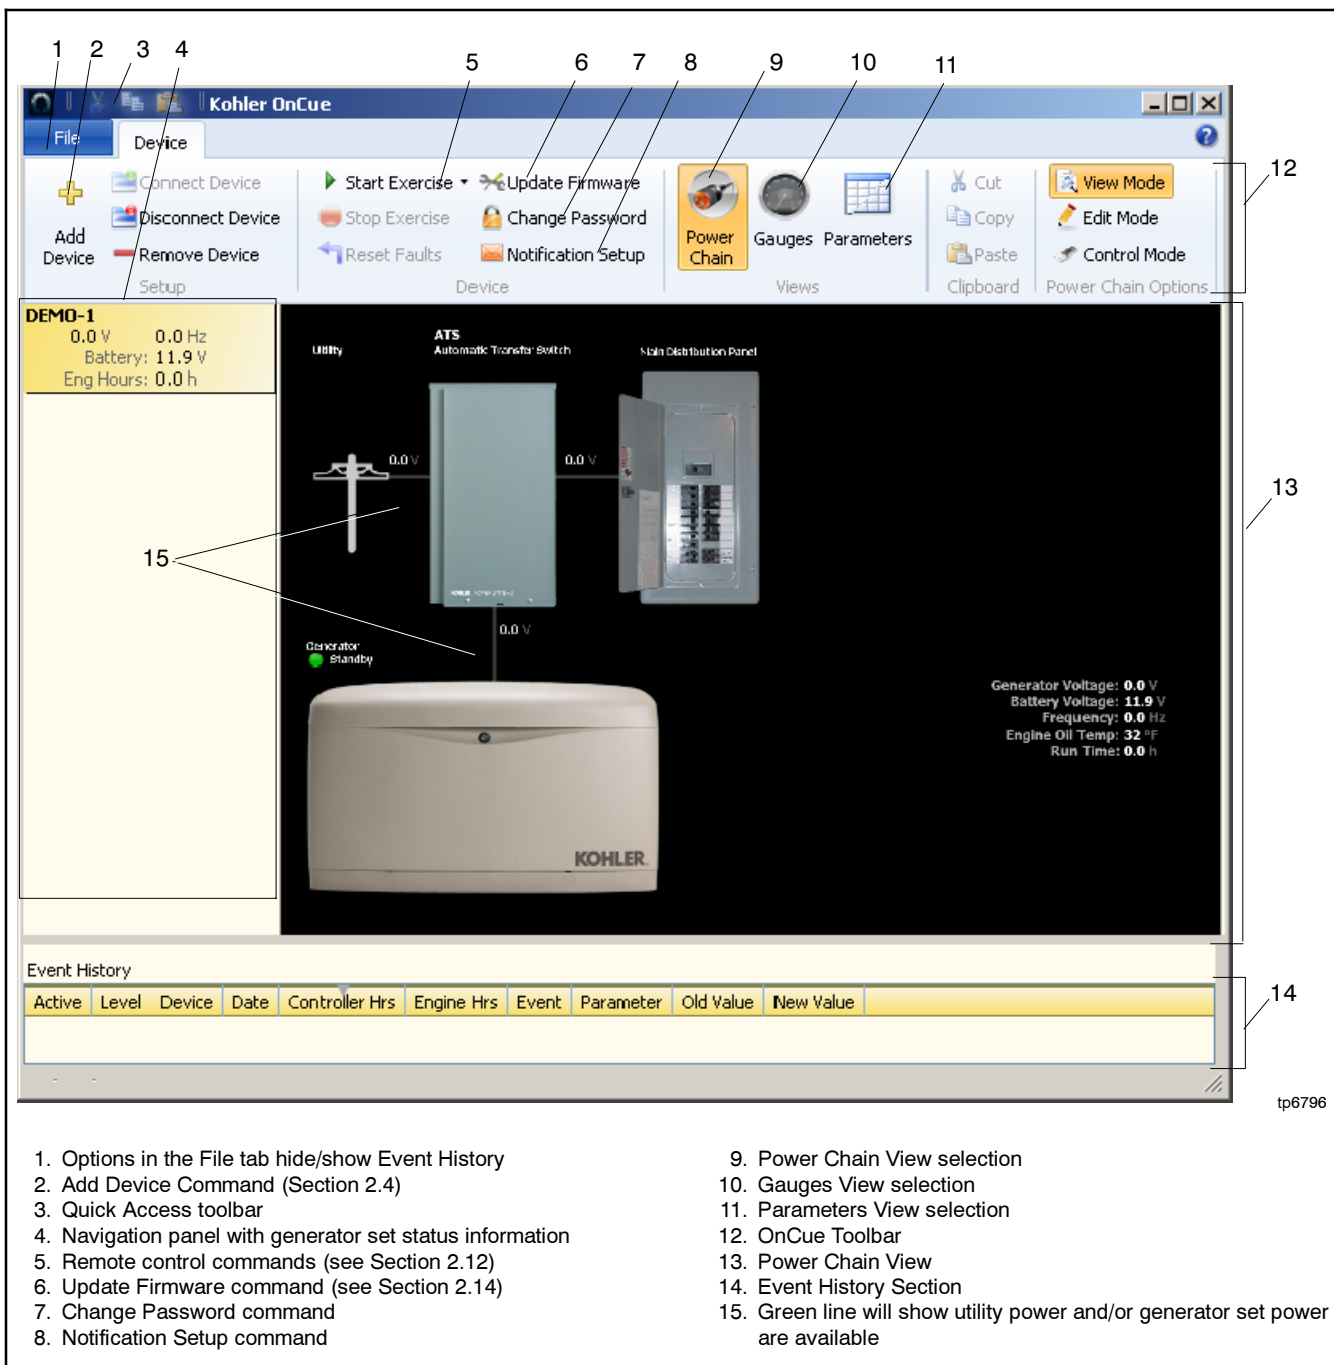 1 2 3 4 5 6 7 8 9 10 11
Kohler OnCue
File Device
12
Add Device
Connect Device
Disconnect Device
Remove Device
Setup
Start Exercise
Stop Exercise
Reset Faults
Update Firmware
Change Password
Notification Setup
Device
Power Chain
Gauges
Parameters
Views
Cut
Copy
Paste
Clipboard
View Mode
Edit Mode
Control Mode
Power Chain Options
DEMO-1
0.0 V 0.0 Hz
Battery: 11.9 V
Eng Hours: 0.0 h
Utility
ATS
Automatic Transfer Switch
Main Distribution Panel
0.0 V
0.0 V
13
15
0.0 V
Generator
Standby
KOHLER
Generator Voltage: 0.0 V
Battery Voltage: 11.9 V
Frequency: 0.0 Hz
Engine Oil Temp: 32 °F
Run Time: 0.0 h
Event History
Active Level Device Date Controller Hrs Engine Hrs Event Parameter Old Value New Value
14
tp6796
1. Options in the File tab hide/show Event History
2. Add Device Command (Section 2.4)
3. Quick Access toolbar
4. Navigation panel with generator set status information
5. Remote control commands (see Section 2.12)
6. Update Firmware command (see Section 2.14)
7. Change Password command
8. Notification Setup command
9. Power Chain View selection
10. Gauges View selection
11. Parameters View selection
12. OnCue Toolbar
13. Power Chain View
14. Event History Section
15. Green line will show utility power and/or generator set power
are available